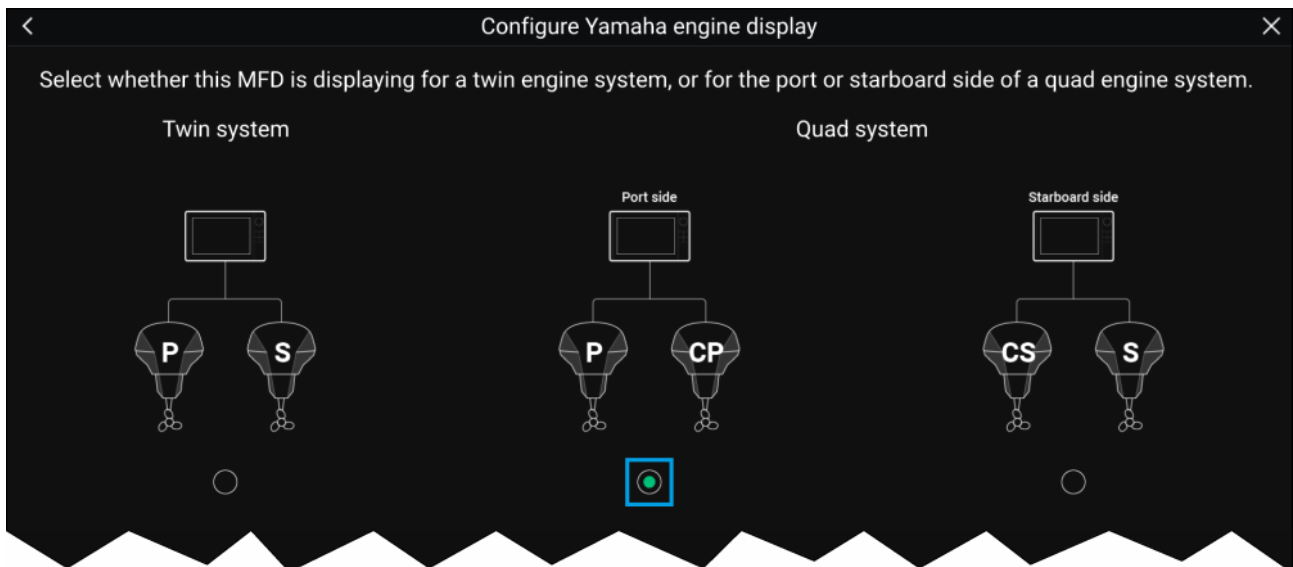 Configure Yamaha engine display
Select whether this MFD is displaying for a twin engine system, or for the port or starboard side of a quad engine system.
Twin system
Quad system
Port side
Starboard side
P
S
P
CP
CS
S